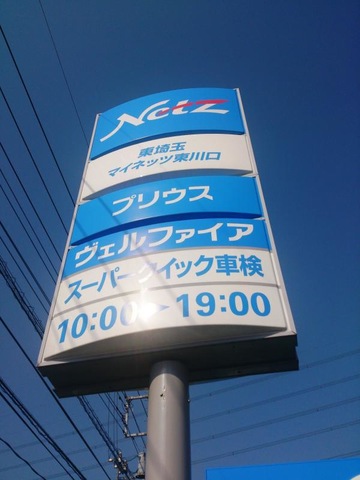 Netz
東埼玉
マイネッツ東川口
プリウス
ヴェルファイア
スーパークイック車検
10:00▶19:00